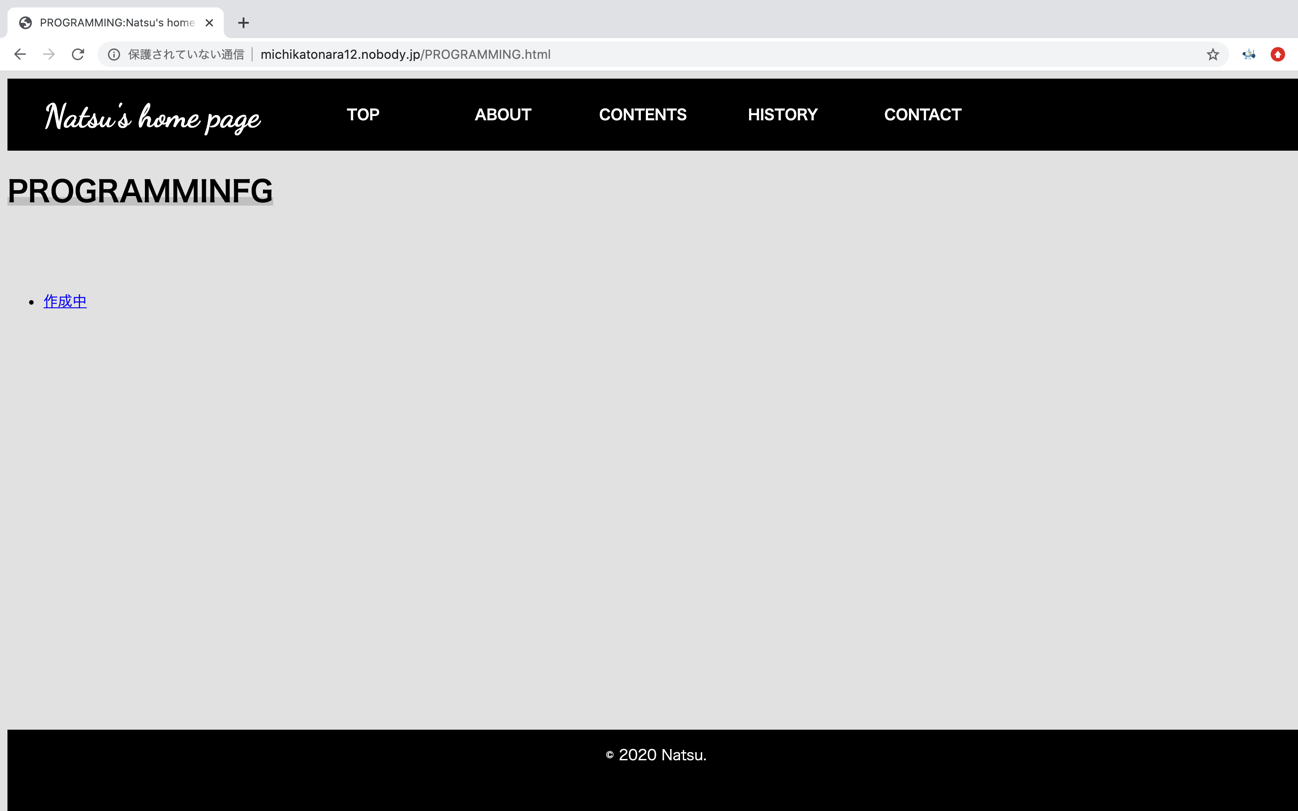 PROGRAMMING:Natsu's home
保護されていない通信 michikatonara12.nobody.jp/PROGRAMMING.html
Natsu's home page TOP ABOUT CONTENTS HISTORY CONTACT
PROGRAMMINFG
作成中
© 2020 Natsu.